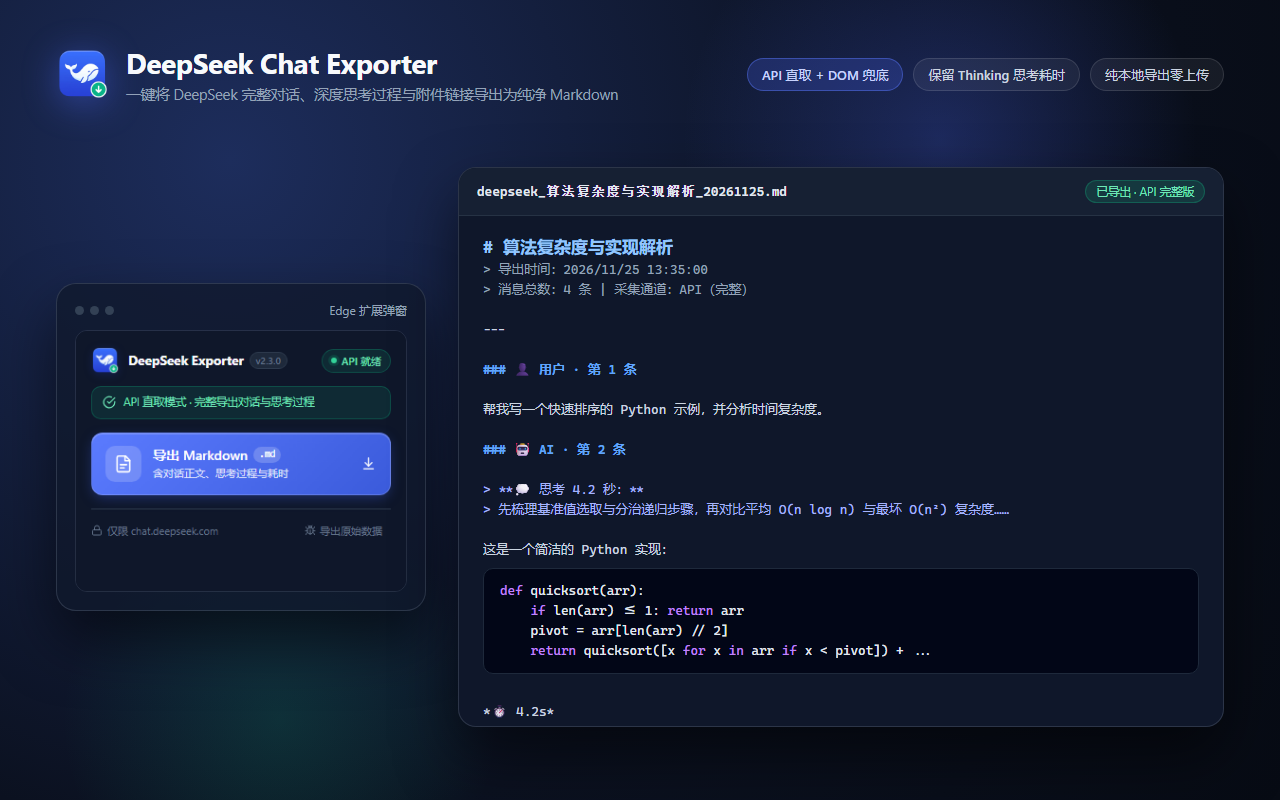 DeepSeek Chat Exporter
一键将 DeepSeek 完整对话、深度思考过程与附件链接导出为纯净 Markdown
API 直取 + DOM 兜底
保留 Thinking 思考耗时
纯本地导出零上传
Edge 扩展弹窗
DeepSeek Exporter
v2.3.0
API 就绪
API 直取模式 · 完整导出对话与思考过程
导出 Markdown
.md
含对话正文、思考过程与耗时
仅限 chat.deepseek.com
导出原始数据
deepseek_算法复杂度与实现解析_20261125.md
已导出 · API 完整版
# 算法复杂度与实现解析
> 导出时间: 2026/11/25 13:35:00
> 消息总数: 4 条 | 采集通道: API (完整)
---
### 👤 用户 · 第 1 条
帮我写一个快速排序的 Python 示例，并分析时间复杂度。
### 🤖 AI · 第 2 条
> **💭 思考 4.2 秒: **
> 先梳理基准值选取与分治递归步骤，再对比平均 O(n log n) 与最坏 O(n²) 复杂度……
这是一个简洁的 Python 实现:
def quicksort(arr):
    if len(arr) ≤ 1: return arr
    pivot = arr[len(arr) // 2]
    return quicksort([x for x in arr if x < pivot]) + ...
*⏱ 4.2s*